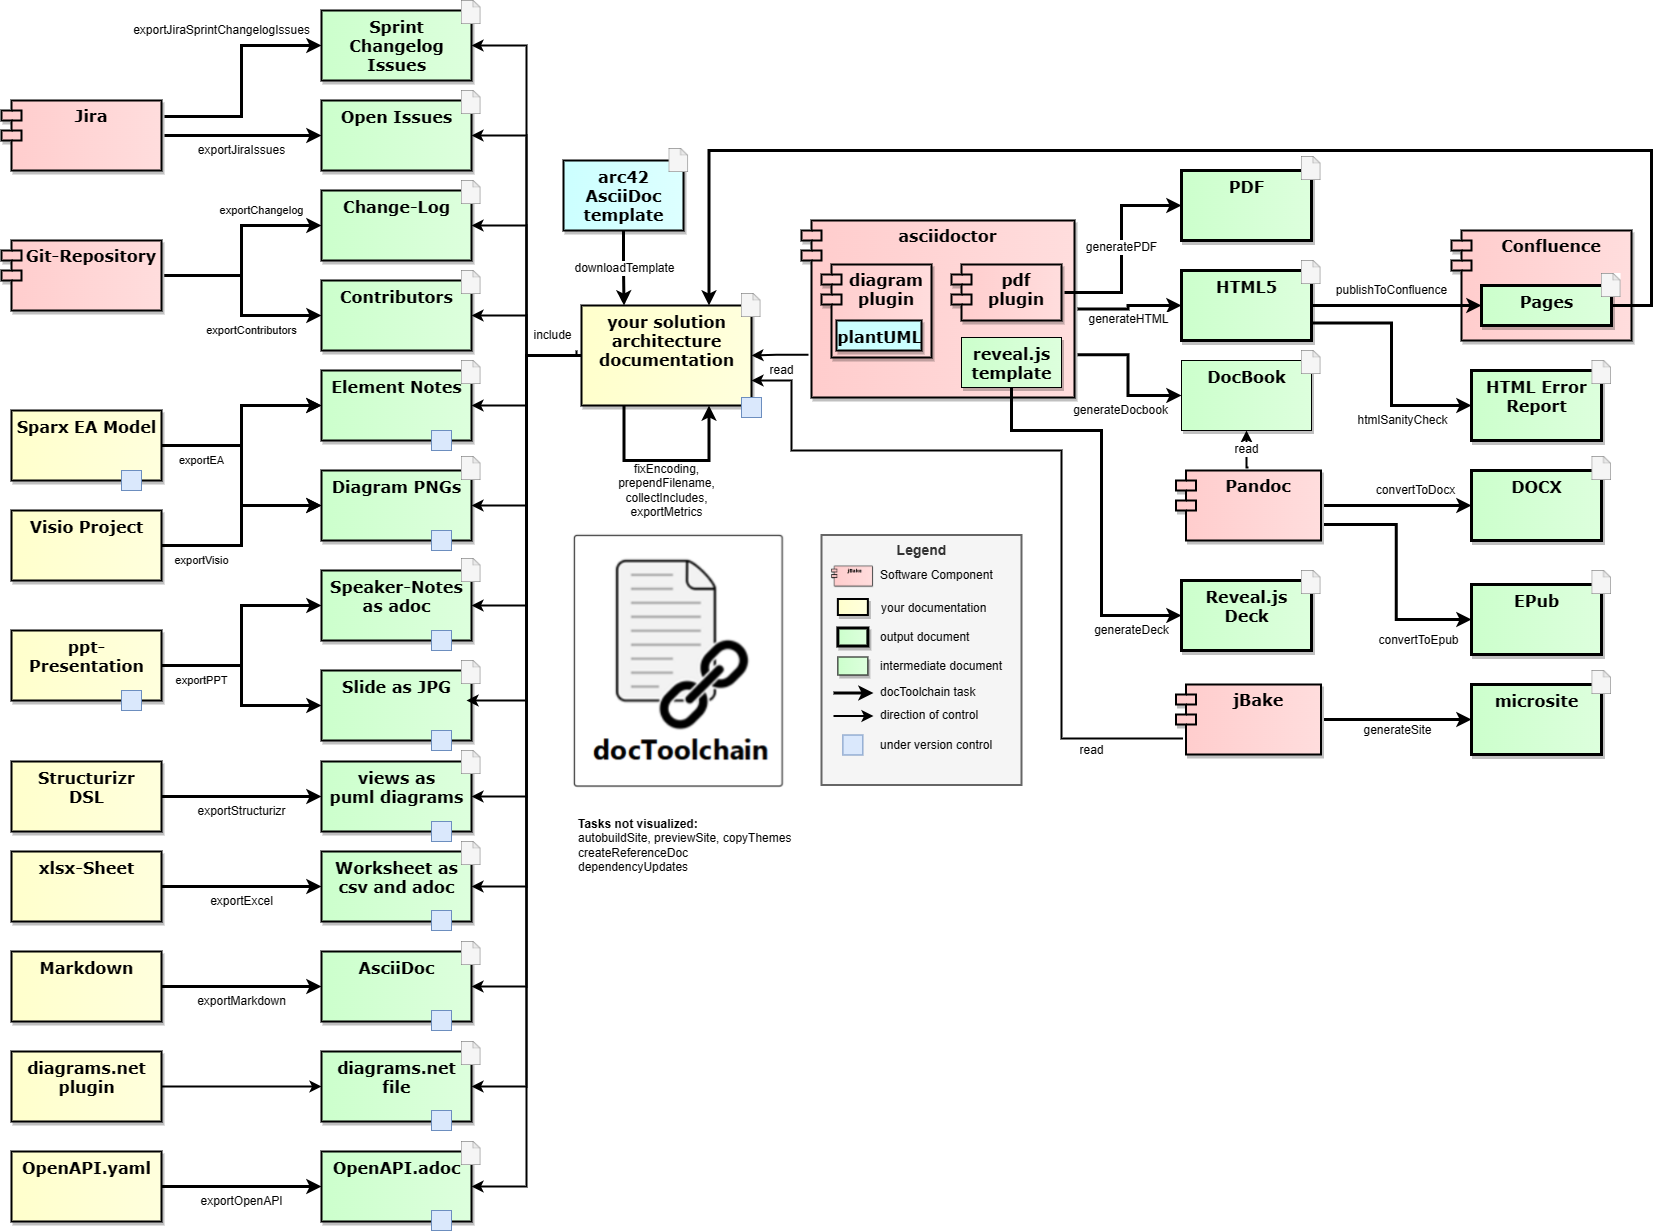 exportJiraSprintChangelogIssues
Sprint
Changelog
Issues
Jira
exportJiraIssues
Open Issues
Git-Repository
exportChangelog
Change-Log
exportContributors
Contributors
Sparx EA Model
exportEA
Element Notes
Visio Project
exportVisio
Diagram PNGs
ppt-
Presentation
exportPPT
Speaker-Notes
as adoc
Slide as JPG
Structurizr
DSL
exportStructurizr
views as
puml diagrams
xlsx-Sheet
exportExcel
Worksheet as
csv and adoc
Markdown
exportMarkdown
AsciiDoc
diagrams.net
plugin
diagrams.net
file
OpenAPI.yaml
exportOpenAPI
OpenAPI.adoc
include
arc42
AsciiDoc
template
downloadTemplate
your solution
architecture
documentation
fixEncoding,
prependFilename,
collectIncludes,
exportMetrics
read
asciidoctor
diagram
plugin
plantUML
pdf
plugin
reveal.js
template
generatePDF
PDF
generateHTML
HTML5
publishToConfluence
Confluence
Pages
generateDocbook
DocBook
htmlSanityCheck
HTML Error
Report
read
Pandoc
convertToDocx
DOCX
convertToEpub
EPub
generateDeck
Reveal.js
Deck
read
jBake
generateSite
microsite
docToolchain
Legend
jBake
Software Component
your documentation
output document
intermediate document
docToolchain task
direction of control
under version control
Tasks not visualized:
autobuildSite, previewSite, copyThemes
createReferenceDoc
dependencyUpdates